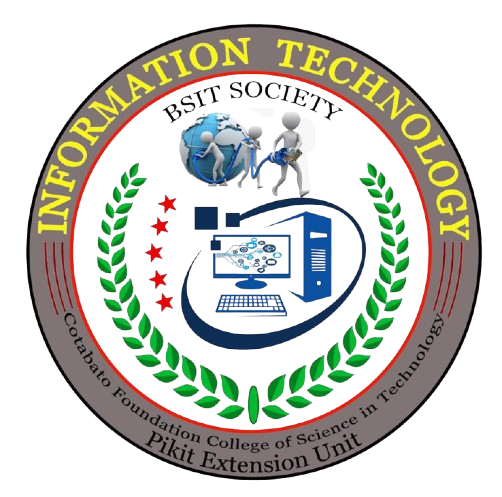 INFORMATION TECHNOLOGY
BSIT SOCIETY
Cotabato Foundation College of Science in Technology
Pikit Extension Unit